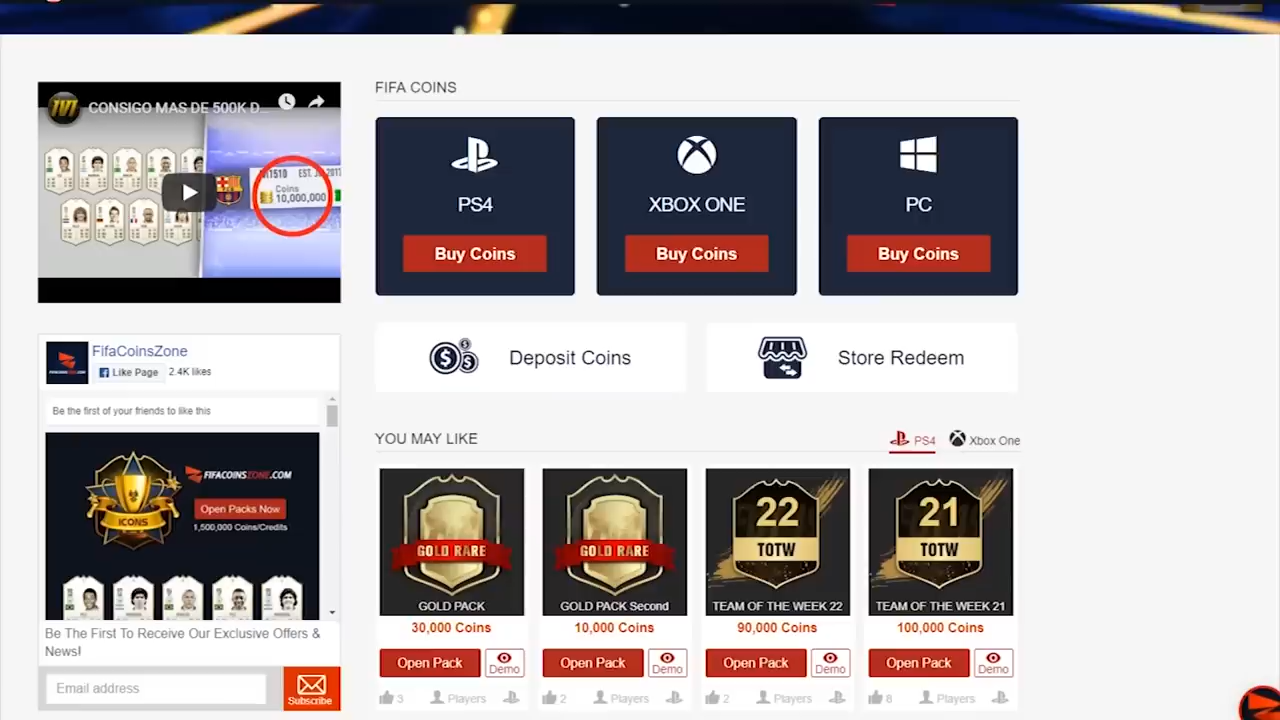 CONSIGO MAS DE 500K D...
Coins
10,000,000
FifaCoinsZone
Like Page
2.4K likes
Be the first of your friends to like this
FIFACOINSZONE.COM
Open Packs Now
1,500,000 Coins/Credits
ICONS
Be The First To Receive Our Exclusive Offers &
News!
Email address
Subscribe
FIFA COINS
PS4
Buy Coins
XBOX ONE
Buy Coins
PC
Buy Coins
Deposit Coins
Store Redeem
YOU MAY LIKE
PS4
Xbox One
GOLD RARE
GOLD PACK
30,000 Coins
Open Pack
Demo
3
Players
GOLD RARE
GOLD PACK Second
10,000 Coins
Open Pack
Demo
2
Players
22
TOTW
TEAM OF THE WEEK 22
90,000 Coins
Open Pack
Demo
2
Players
21
TOTW
TEAM OF THE WEEK 21
100,000 Coins
Open Pack
Demo
8
Players